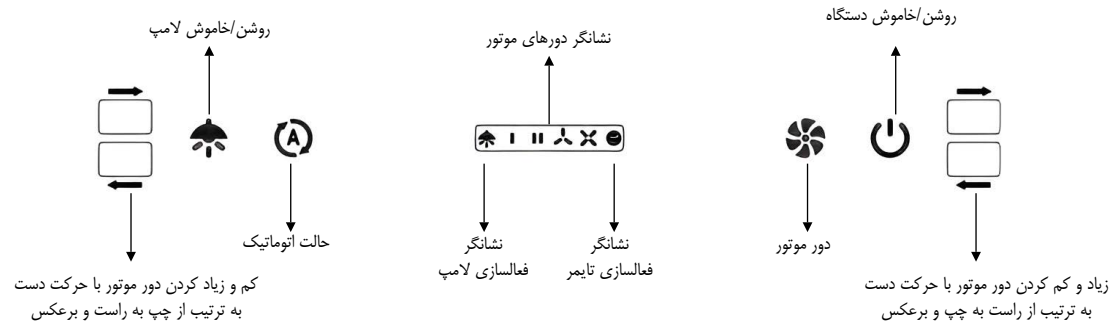 روشن/خاموش دستگاه
روشن/خاموش لامپ
نشانگر دورهای موتور
A
I II
دور موتور
نشانگر
فعالسازی تایمر
نشانگر
فعالسازی لامپ
حالت اتوماتیک
زیاد و کم کردن دور موتور با حرکت دست
به ترتیب از راست به چپ و برعکس
کم و زیاد کردن دور موتور با حرکت دست
به ترتیب از چپ به راست و برعکس